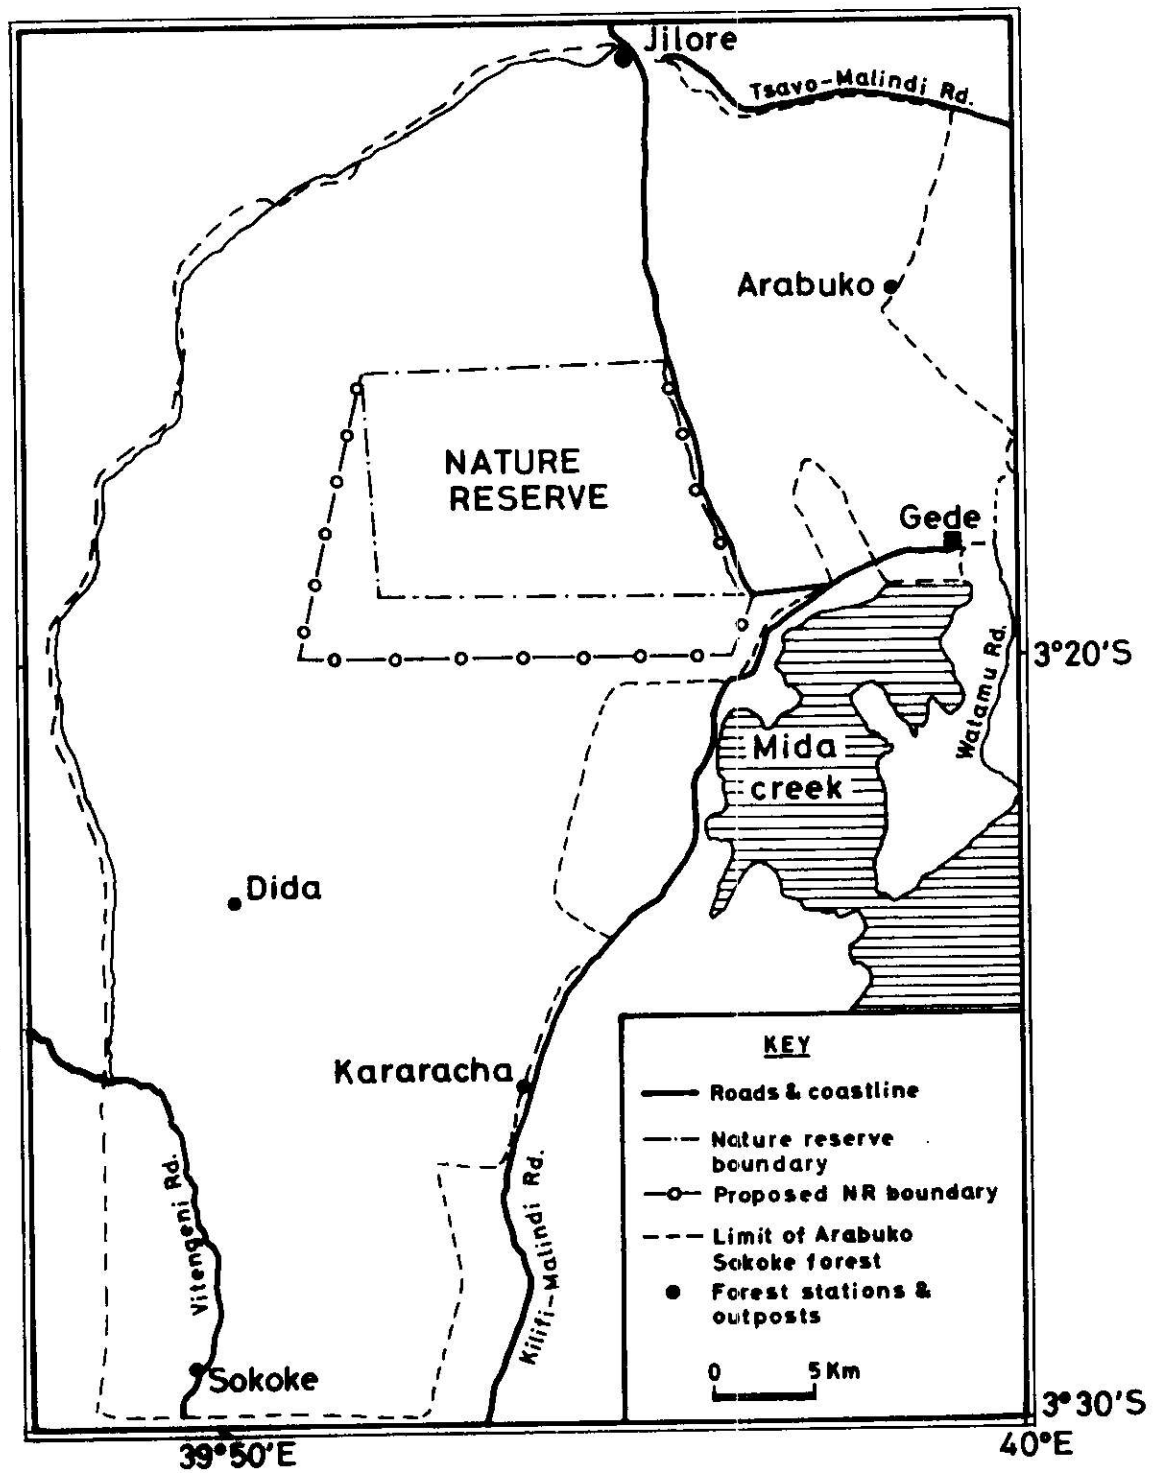 Jilore
Tsavo-Malindi Rd.
Arabuko
NATURE
RESERVE
Gede
3°20'S
Watamu Rd.
Mida
creek
Dida
Kararacha
Vitengeni Rd.
Kilifi-Malindi Rd.
Sokoke
KEY
Roads & coastline
Nature reserve
boundary
Proposed NR boundary
Limit of Arabuko
Sokoke forest
Forest stations &
outposts
0 5 Km
3°30'S
39°50'E
40°E